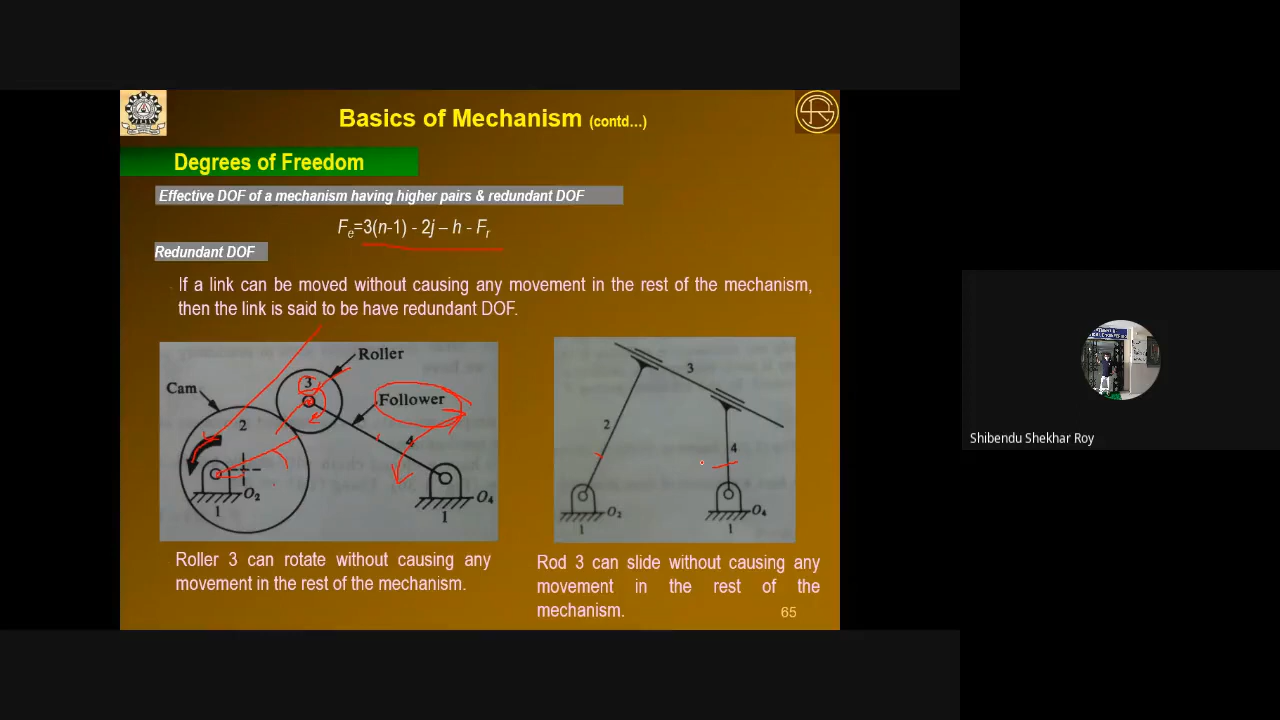 Basics of Mechanism (contd...)
Degrees of Freedom
Effective DOF of a mechanism having higher pairs & redundant DOF
Fe=3(n-1) - 2j – h - Fr
Redundant DOF
If a link can be moved without causing any movement in the rest of the mechanism,
then the link is said to be have redundant DOF.
Roller
Cam
3
Follower
2
4
O2
1
O4
1
3
2
4
O2
1
O4
1
Roller 3 can rotate without causing any
movement in the rest of the mechanism.
Rod 3 can slide without causing any
movement in the rest of the
mechanism.
65
Shibendu Shekhar Roy